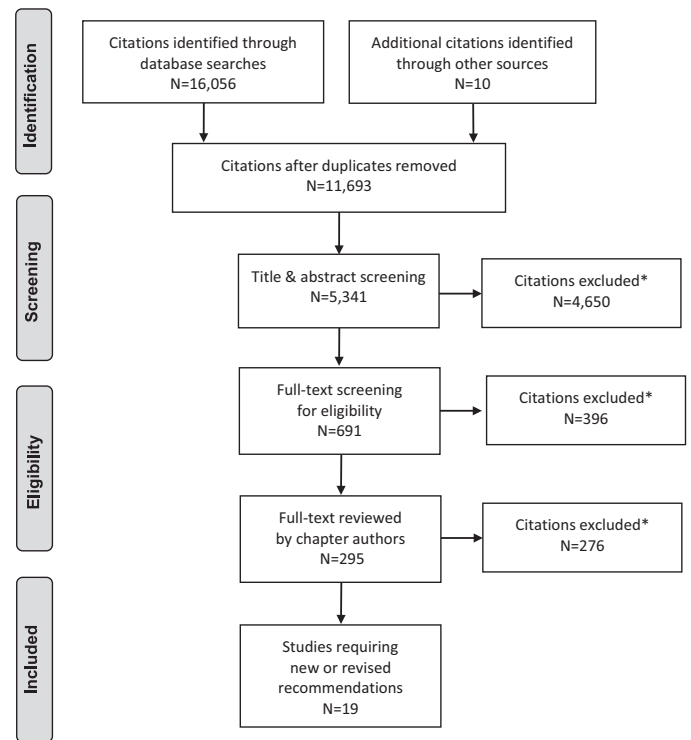 Identification
Citations identified through
database searches
N=16,056
Additional citations identified
through other sources
N=10
Citations after duplicates removed
N=11,693
Screening
Title & abstract screening
N=5,341
Citations excluded*
N=4,650
Eligibility
Full-text screening
for eligibility
N=691
Citations excluded*
N=396
Full-text reviewed
by chapter authors
N=295
Citations excluded*
N=276
Included
Studies requiring
new or revised
recommendations
N=19